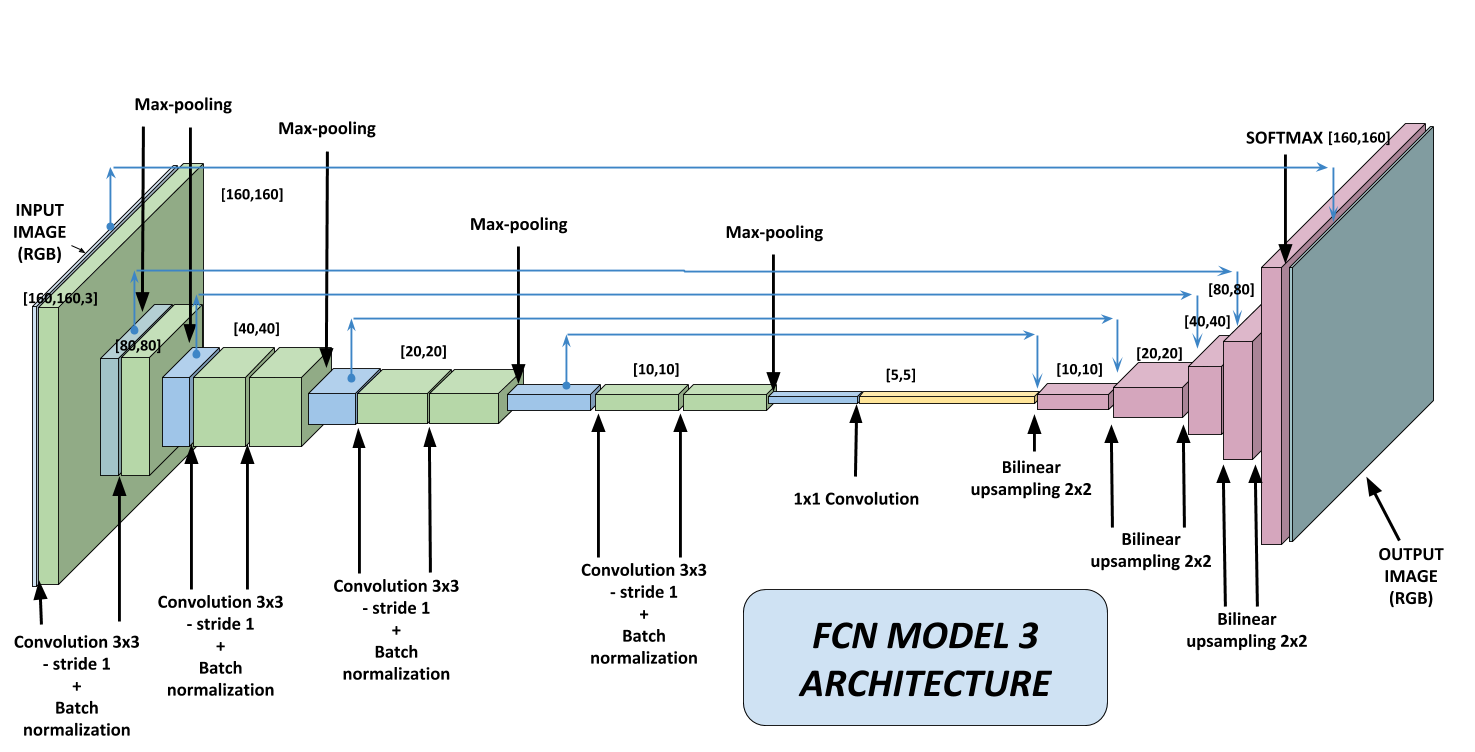 Max-pooling
Max-pooling
SOFTMAX [160,160]
[160,160]
INPUT
IMAGE
(RGB)
Max-pooling
Max-pooling
[160,160,3]
[80,80]
[80,80]
[40,40]
[40,40]
[20,20]
[20,20]
[10,10]
[10,10]
[5,5]
Bilinear
upsampling 2x2
1x1 Convolution
Bilinear
upsampling 2x2
OUTPUT
IMAGE
(RGB)
Bilinear
upsampling 2x2
Convolution 3x3
- stride 1
+
Batch
normalization
Convolution 3x3
- stride 1
+
Batch
normalization
Convolution 3x3
- stride 1
+
Batch
normalization
Convolution 3x3
- stride 1
+
Batch
normalization
FCN MODEL 3
ARCHITECTURE